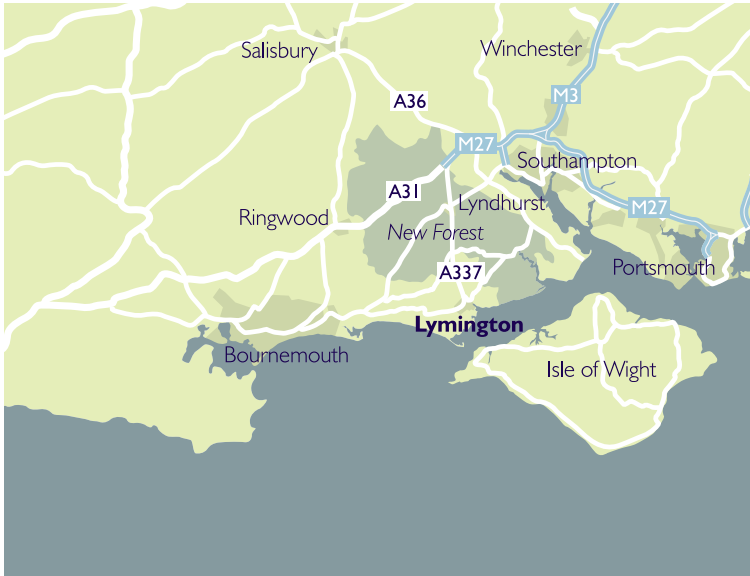 Salisbury
Winchester
A36
M3
M27
Southampton
A31
Lyndhurst
Ringwood
New Forest
M27
A337
Portsmouth
Lymington
Bournemouth
Isle of Wight